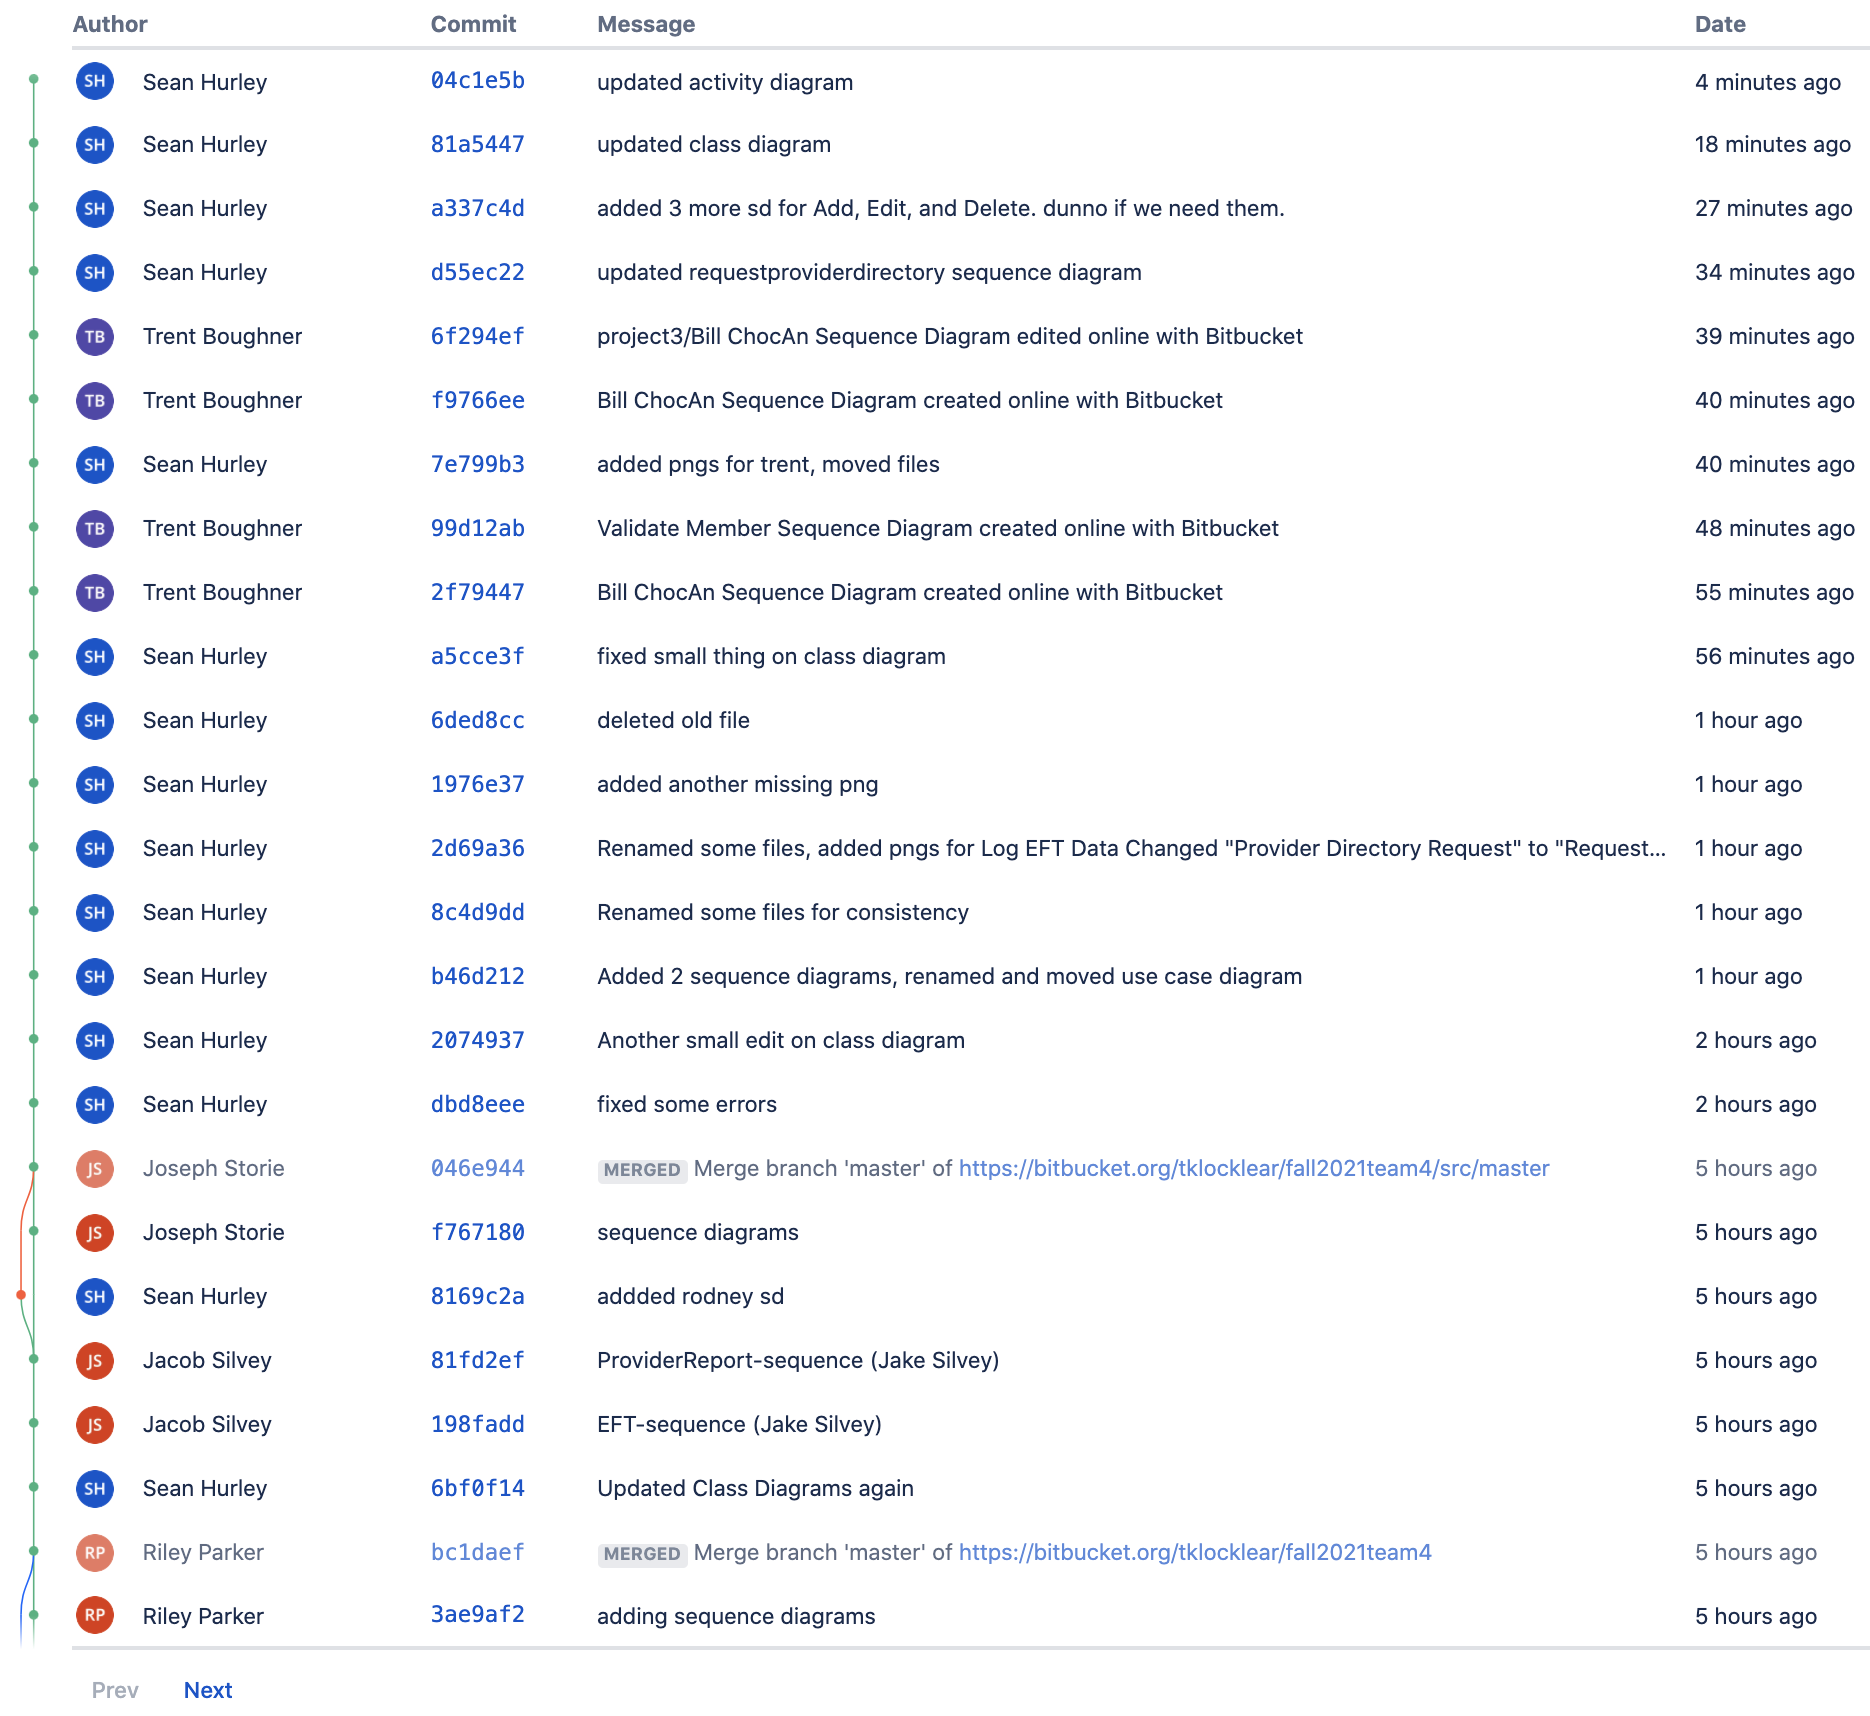 Author Commit Message Date
SH Sean Hurley 04c1e5b updated activity diagram 4 minutes ago
SH Sean Hurley 81a5447 updated class diagram 18 minutes ago
SH Sean Hurley a337c4d added 3 more sd for Add, Edit, and Delete. dunno if we need them. 27 minutes ago
SH Sean Hurley d55ec22 updated requestproviderdirectory sequence diagram 34 minutes ago
TB Trent Boughner 6f294ef project3/Bill ChocAn Sequence Diagram edited online with Bitbucket 39 minutes ago
TB Trent Boughner f9766ee Bill ChocAn Sequence Diagram created online with Bitbucket 40 minutes ago
SH Sean Hurley 7e799b3 added pngs for trent, moved files 40 minutes ago
TB Trent Boughner 99d12ab Validate Member Sequence Diagram created online with Bitbucket 48 minutes ago
TB Trent Boughner 2f79447 Bill ChocAn Sequence Diagram created online with Bitbucket 55 minutes ago
SH Sean Hurley a5cce3f fixed small thing on class diagram 56 minutes ago
SH Sean Hurley 6ded8cc deleted old file 1 hour ago
SH Sean Hurley 1976e37 added another missing png 1 hour ago
SH Sean Hurley 2d69a36 Renamed some files, added pngs for Log EFT Data Changed "Provider Directory Request" to "Request... 1 hour ago
SH Sean Hurley 8c4d9dd Renamed some files for consistency 1 hour ago
SH Sean Hurley b46d212 Added 2 sequence diagrams, renamed and moved use case diagram 1 hour ago
SH Sean Hurley 2074937 Another small edit on class diagram 2 hours ago
SH Sean Hurley dbd8eee fixed some errors 2 hours ago
JS Joseph Storie 046e944 MERGED Merge branch 'master' of https://bitbucket.org/tklocklear/fall2021team4/src/master 5 hours ago
JS Joseph Storie f767180 sequence diagrams 5 hours ago
SH Sean Hurley 8169c2a addded rodney sd 5 hours ago
JS Jacob Silvey 81fd2ef ProviderReport-sequence (Jake Silvey) 5 hours ago
JS Jacob Silvey 198fadd EFT-sequence (Jake Silvey) 5 hours ago
SH Sean Hurley 6bf0f14 Updated Class Diagrams again 5 hours ago
RP Riley Parker bc1daef MERGED Merge branch 'master' of https://bitbucket.org/tklocklear/fall2021team4 5 hours ago
RP Riley Parker 3ae9af2 adding sequence diagrams 5 hours ago
Prev Next